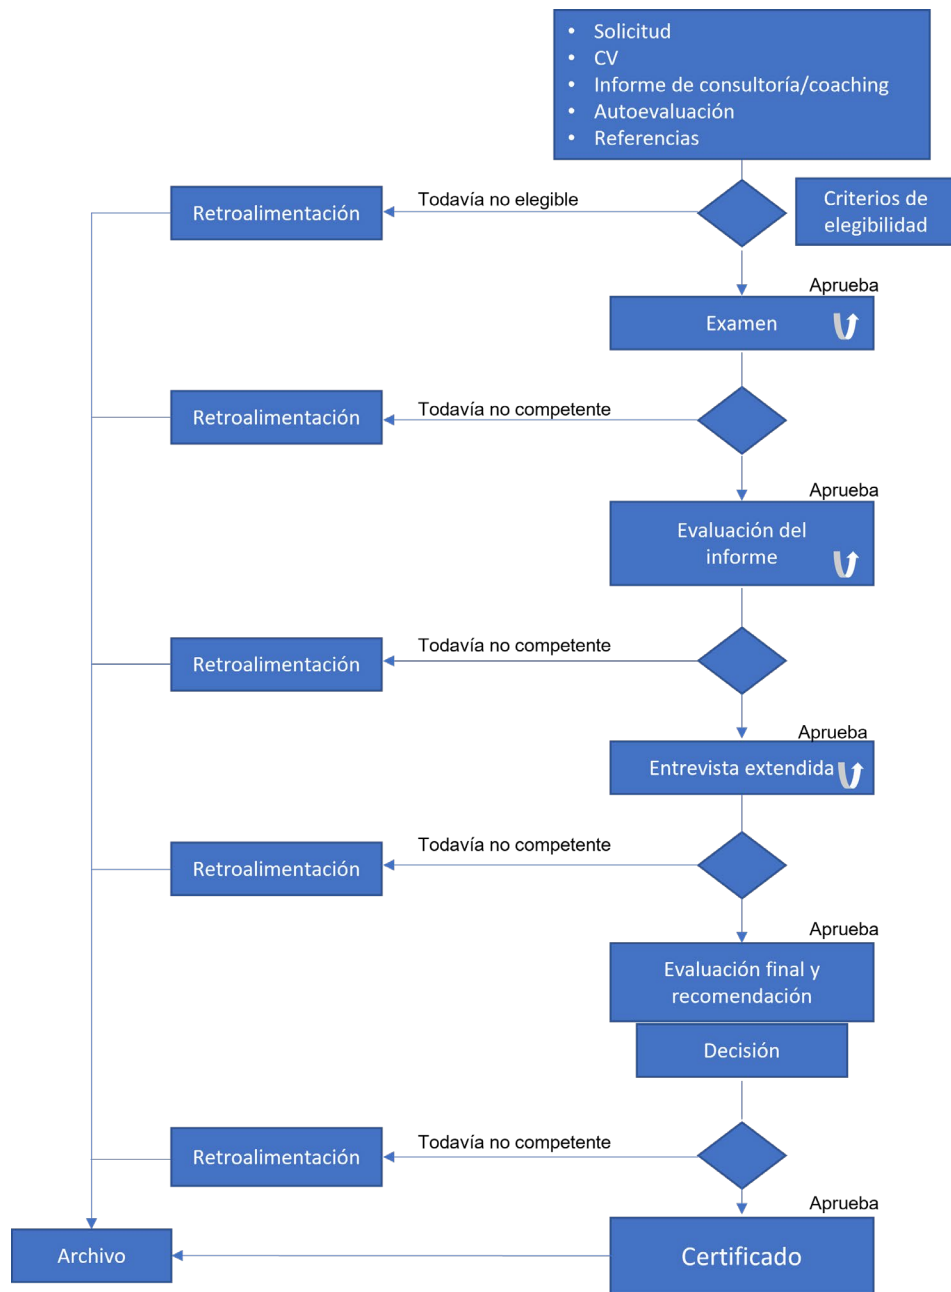 • Solicitud
• CV
• Informe de consultoría/coaching
• Autoevaluación
• Referencias
Retroalimentación
Todavía no elegible
Criterios de
elegibilidad
Aprueba
Examen
Retroalimentación
Todavía no competente
Aprueba
Evaluación del
informe
Retroalimentación
Todavía no competente
Aprueba
Entrevista extendida
Retroalimentación
Todavía no competente
Aprueba
Evaluación final y
recomendación
Decisión
Retroalimentación
Todavía no competente
Aprueba
Archivo
Certificado